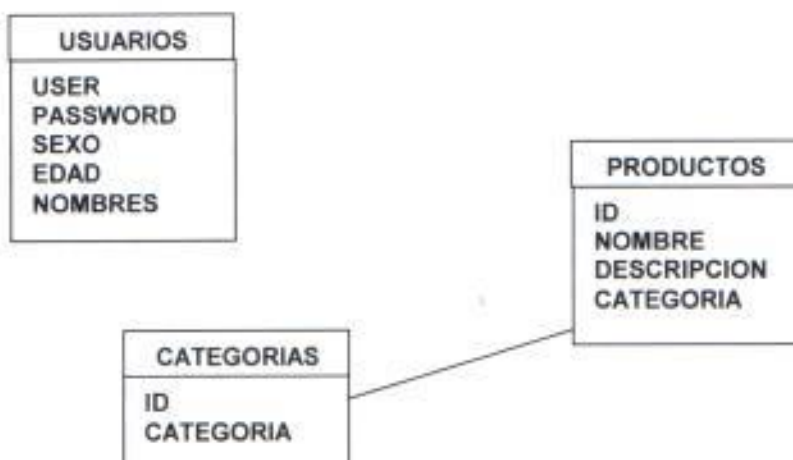 USUARIOS
USER
PASSWORD
SEXO
EDAD
NOMBRES
PRODUCTOS
ID
NOMBRE
DESCRIPCION
CATEGORIA
CATEGORIAS
ID
CATEGORIA